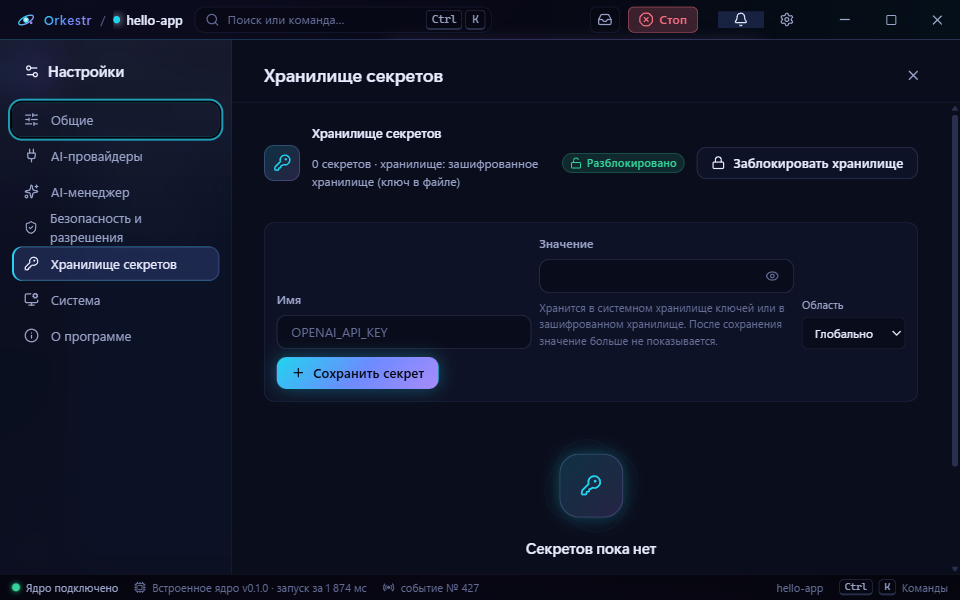 Orkestr / hello-app
Поиск или команда...
Ctrl K
Стоп
Настройки
Общие
AI-провайдеры
AI-менеджер
Безопасность и
разрешения
Хранилище секретов
Система
О программе
Хранилище секретов
Хранилище секретов
0 секретов · хранилище: зашифрованное
хранилище (ключ в файле)
Разблокировано
Заблокировать хранилище
Имя
OPENAI_API_KEY
Значение
Хранится в системном хранилище ключей или в
зашифрованном хранилище. После сохранения
значение больше не показывается.
Область
Глобально
Сохранить секрет
Секретов пока нет
Ядро подключено
Встроенное ядро v0.1.0 · запуск за 1 874 мс
событие № 427
hello-app
Ctrl K Команды